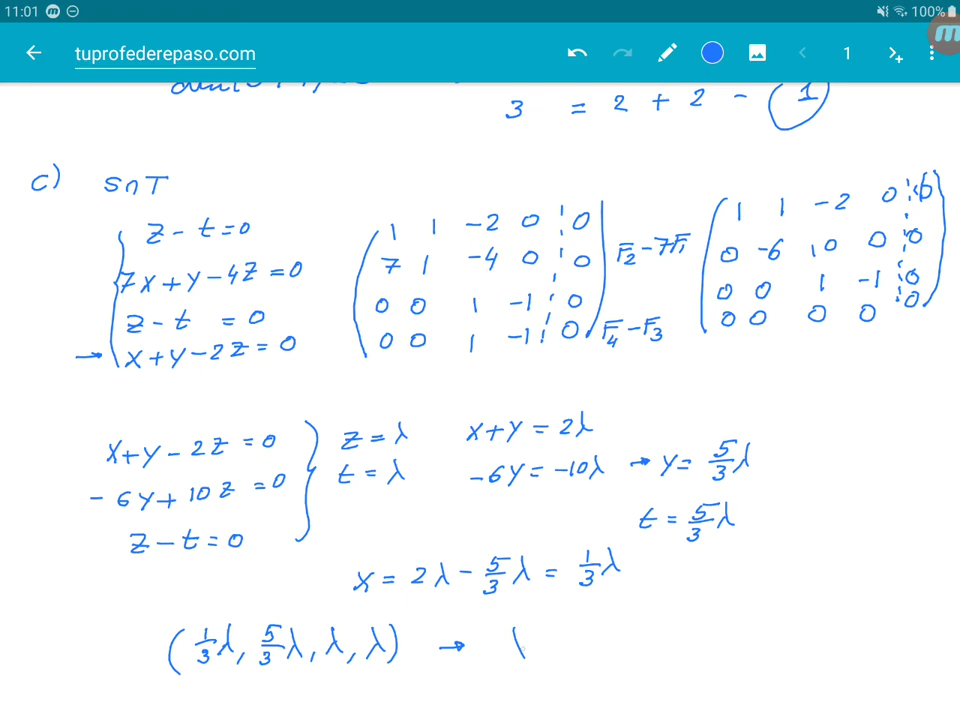 11:01 100%
tuprofederepaso.com 1
3 = 2 + 2 - 1
c) S∩T
z - t = 0
7x + y - 4z = 0
z - t = 0
→ x + y - 2z = 0
1 1 -2 0 0
7 1 -4 0 0
0 0 1 -1 0
0 0 1 -1 0
F2 - 7F1
F4 - F3
1 1 -2 0 0
0 -6 10 0 0
0 0 1 -1 0
0 0 0 0 0
x + y - 2z = 0
- 6y + 10z = 0
z - t = 0
z = λ
t = λ
x + y = 2λ
-6y = -10λ → y = 5/3 λ
t = 5/3 λ
x = 2λ - 5/3 λ = 1/3 λ
(1/3 λ, 5/3 λ, λ, λ) → (